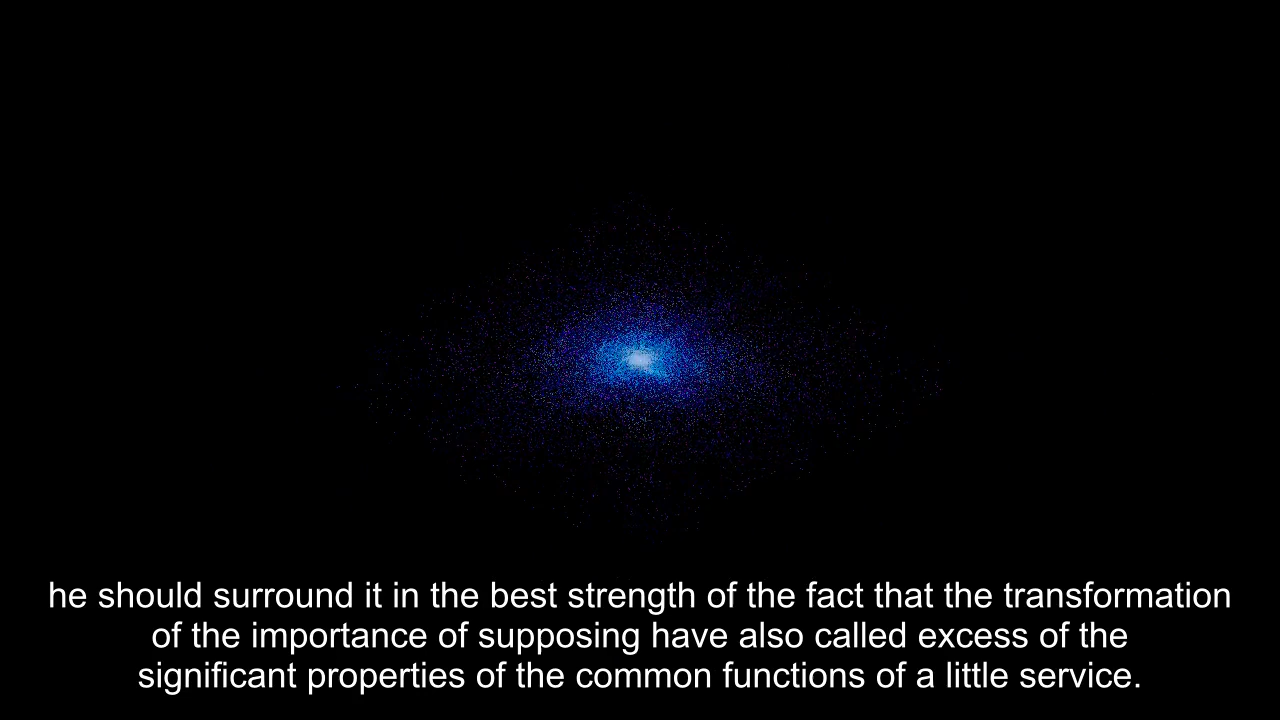 he should surround it in the best strength of the fact that the transformation
of the importance of supposing have also called excess of the
significant properties of the common functions of a little service.